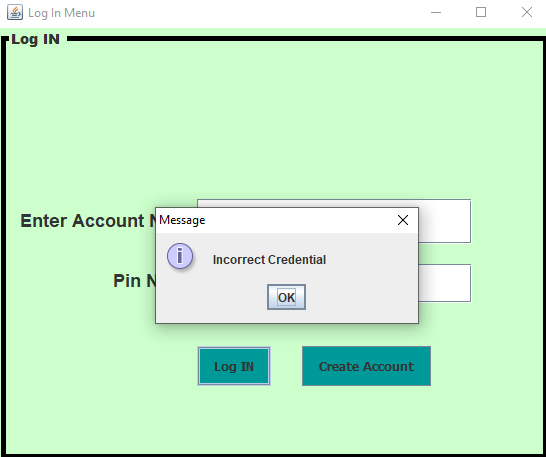 Log In Menu
Log IN
Enter Account N
Message
Incorrect Credential
Pin N
OK
Log IN
Create Account